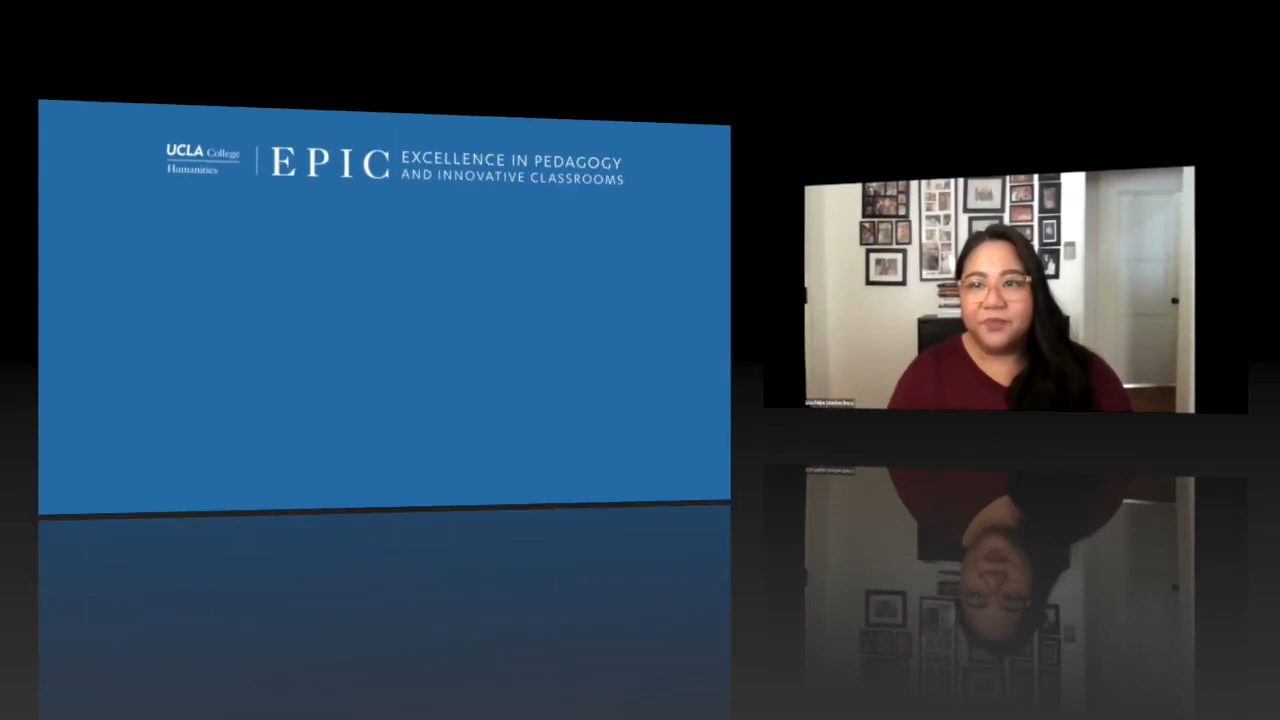 UCLA College
Humanities
EPIC
EXCELLENCE IN PEDAGOGY
AND INNOVATIVE CLASSROOMS